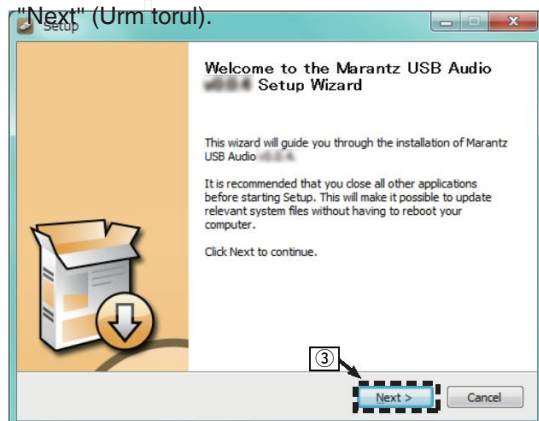 "Next" (Urm torul).
Setup
Welcome to the Marantz USB Audio
Setup Wizard
This wizard will guide you through the installation of Marantz
USB Audio
It is recommended that you close all other applications
before starting Setup. This will make it possible to update
relevant system files without having to reboot your
computer.
Click Next to continue.
③
Next >
Cancel